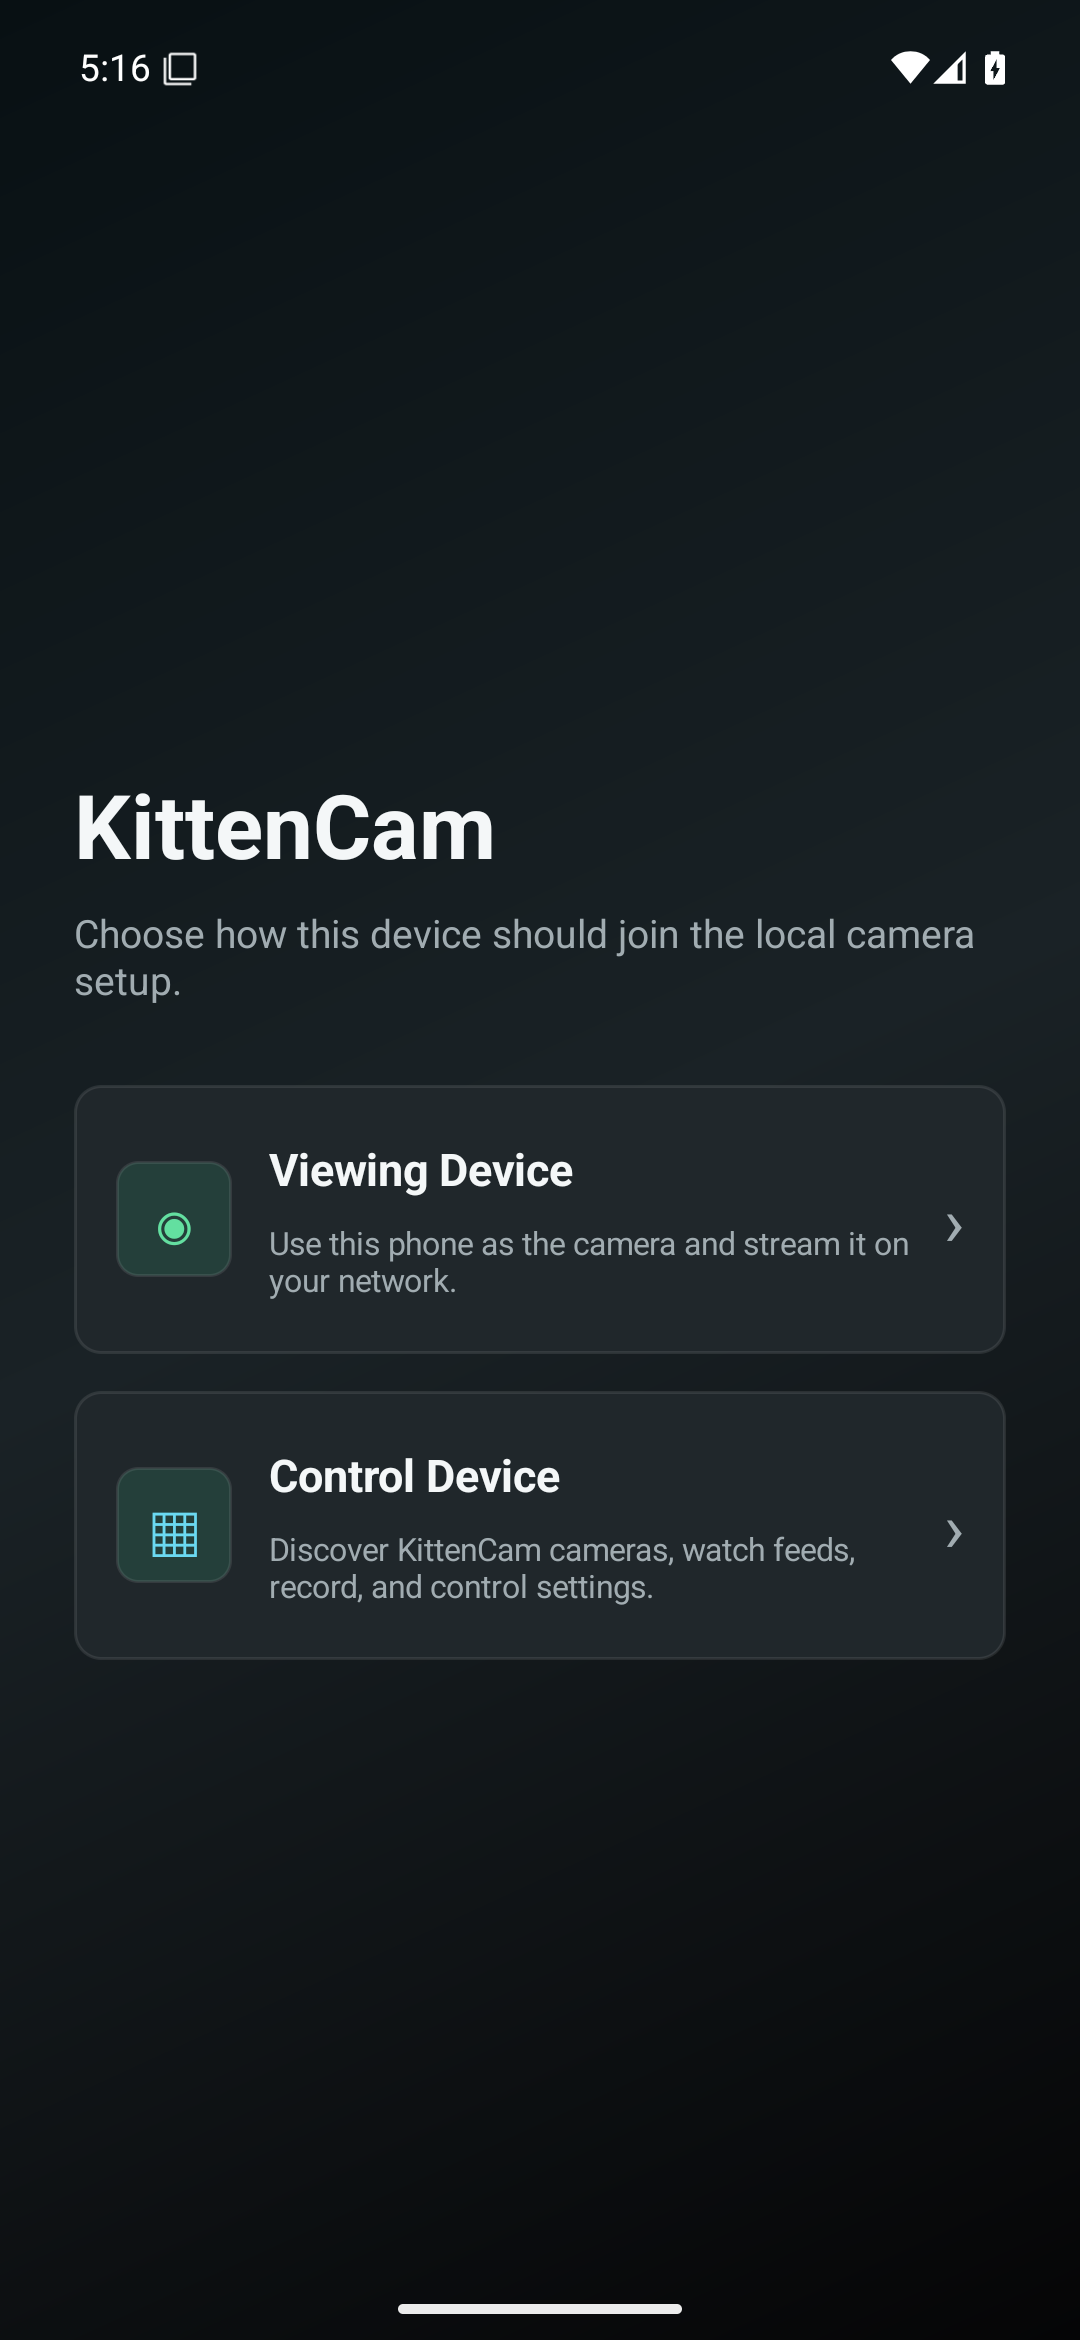 5:16
KittenCam
Choose how this device should join the local camera
setup.
Viewing Device
Use this phone as the camera and stream it on
your network.
Control Device
Discover KittenCam cameras, watch feeds,
record, and control settings.